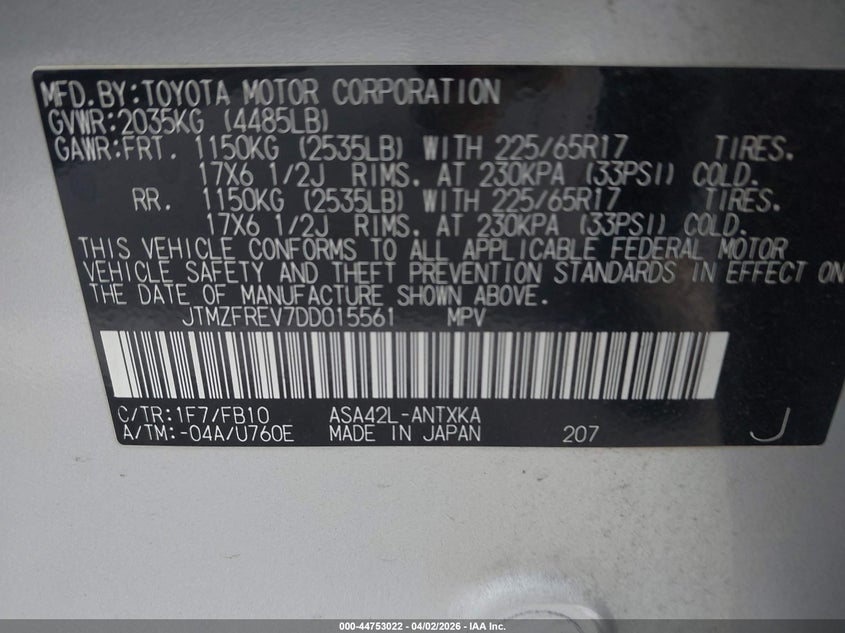 MFD.BY:TOYOTA MOTOR CORPORATION
GVWR:2035KG (4485LB)
GAWR:FRT. 1150KG (2535LB) WITH 225/65R17 TIRES.
17X6 1/2J RIMS. AT 230KPA (33PSI) COLD.
RR. 1150KG (2535LB) WITH 225/65R17 TIRES.
17X6 1/2J RIMS. AT 230KPA (33PSI) COLD.
THIS VEHICLE CONFORMS TO ALL APPLICABLE FEDERAL MOTOR
VEHICLE SAFETY AND THEFT PREVENTION STANDARDS IN EFFECT ON
THE DATE OF MANUFACTURE SHOWN ABOVE.
JTMZFREV7DD015561 MPV
C/TR:1F7/FB10 ASA42L-ANTXKA
A/TM:-04A/U760E MADE IN JAPAN 207 J
000-44753022 - 04/02/2026 - IAA Inc.